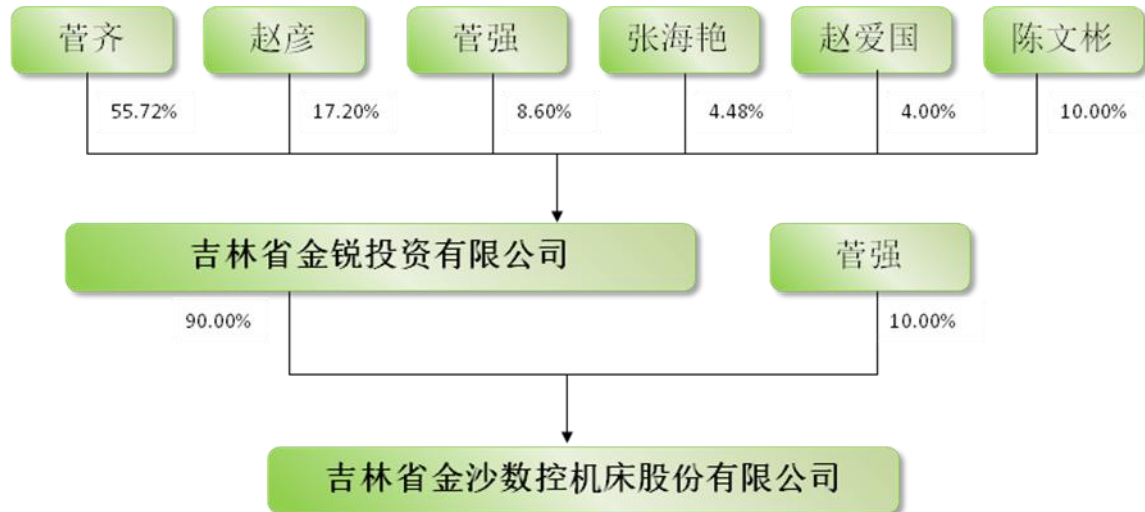 菅齐
赵彦
菅强
张海艳
赵爱国
陈文彬
55.72%
17.20%
8.60%
4.48%
4.00%
10.00%
吉林省金锐投资有限公司
菅强
90.00%
10.00%
吉林省金沙数控机床股份有限公司